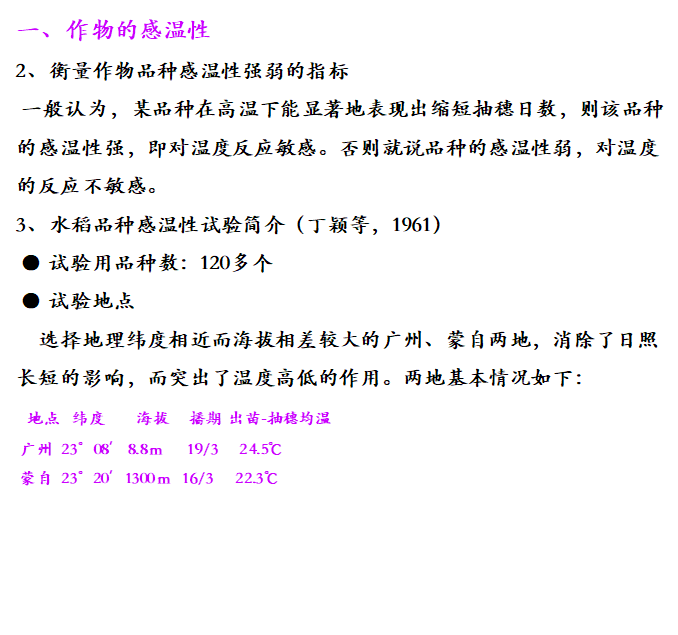 一、作物的感温性
2、衡量作物品种感温性强弱的指标
一般认为，某品种在高温下能显著地表现出缩短抽穗日数，则该品种
的感温性强，即对温度反应敏感。否则就说品种的感温性弱，对温度
的反应不敏感。
3、水稻品种感温性试验简介（丁颖等，1961）
● 试验用品种数：120多个
● 试验地点
选择地理纬度相近而海拔相差较大的广州、蒙自两地，消除了日照
长短的影响，而突出了温度高低的作用。两地基本情况如下：
地点 纬度 海拔 播期 出苗-抽穗均温
广州 23°08′ 8.8m 19/3 24.5℃
蒙自 23°20′ 1300m 16/3 22.3℃